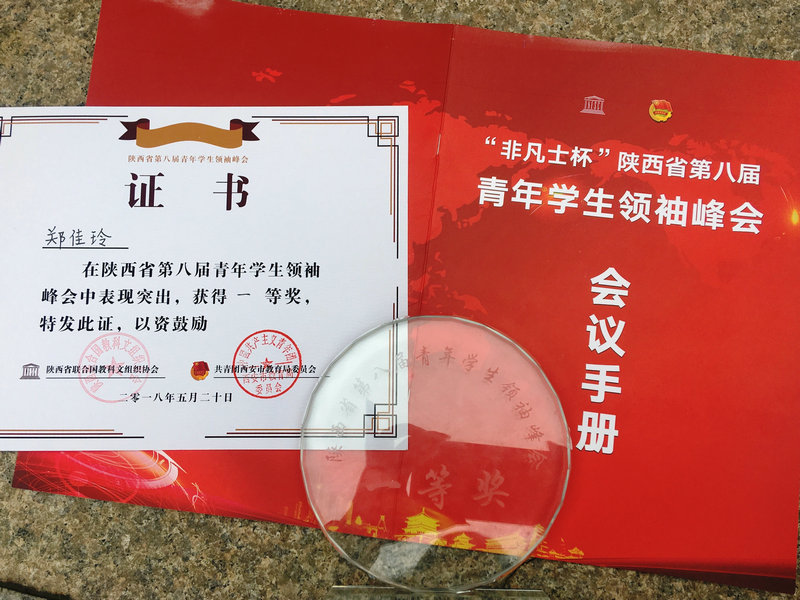 陕西省第八届青年学生领袖峰会
证 书
郑佳玲
在陕西省第八届青年学生领袖
峰会中表现突出，获得 一 等奖，
特发此证，以资鼓励
陕西省联合国教科文组织协会
共青团西安市教育局委员会
二零一八年五月二十日
“非凡士杯”陕西省第八届
青年学生领袖峰会
会议手册
陕西省第八届青年学生领袖峰会
一等奖